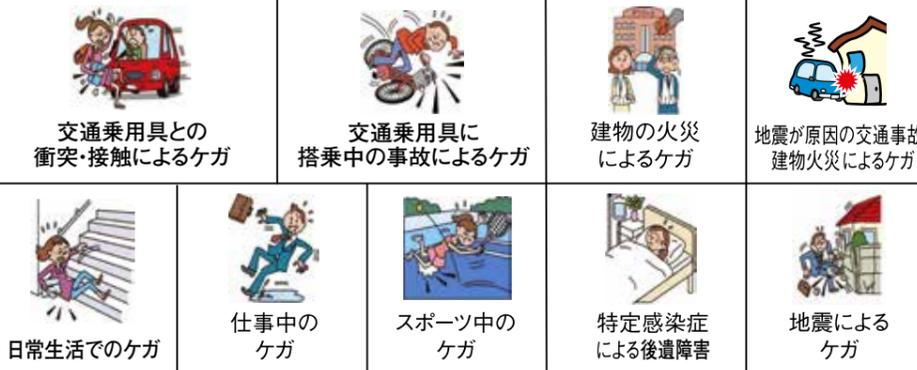 交通乗用具との
衝突・接触によるケガ
交通乗用具に
搭乗中の事故によるケガ
建物の火災
によるケガ
地震が原因の交通事故
建物火災によるケガ
日常生活でのケガ
仕事中の
ケガ
スポーツ中の
ケガ
特定感染症
による後遺障害
地震による
ケガ